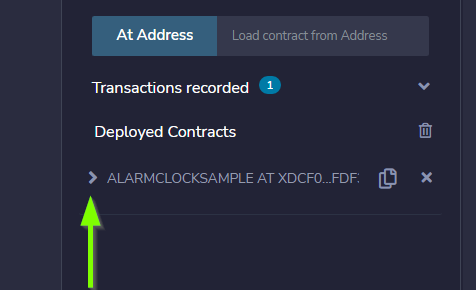 At Address Load contract from Address
Transactions recorded 1
Deployed Contracts
ALARMCLOCKSAMPLE AT XDCF0...FDF